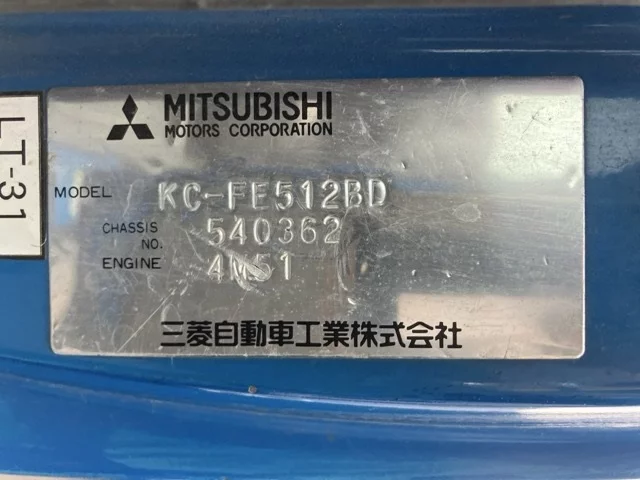 MITSUBISHI
MOTORS CORPORATION
LT-31
MODEL KC-FE512BD
CHASSIS NO. 540362
ENGINE 4M51
三菱自動車工業株式会社